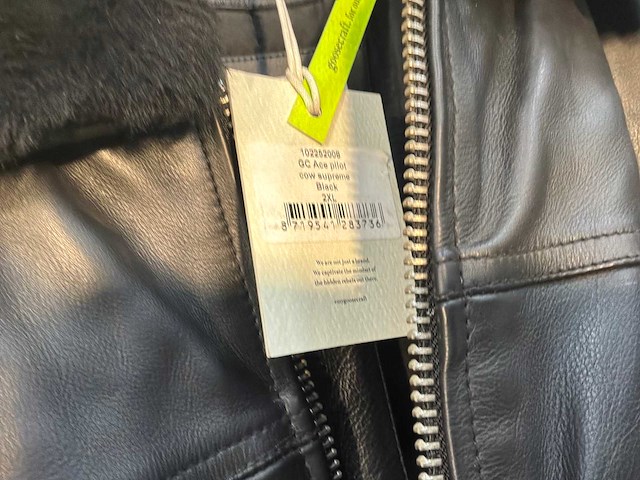 goosecraft
102252009
GC Ace pilot
cow supreme
Black
2XL
8 719541 283736
We are not just a brand.
We captivate the mindset of
the hidden rebels out there.